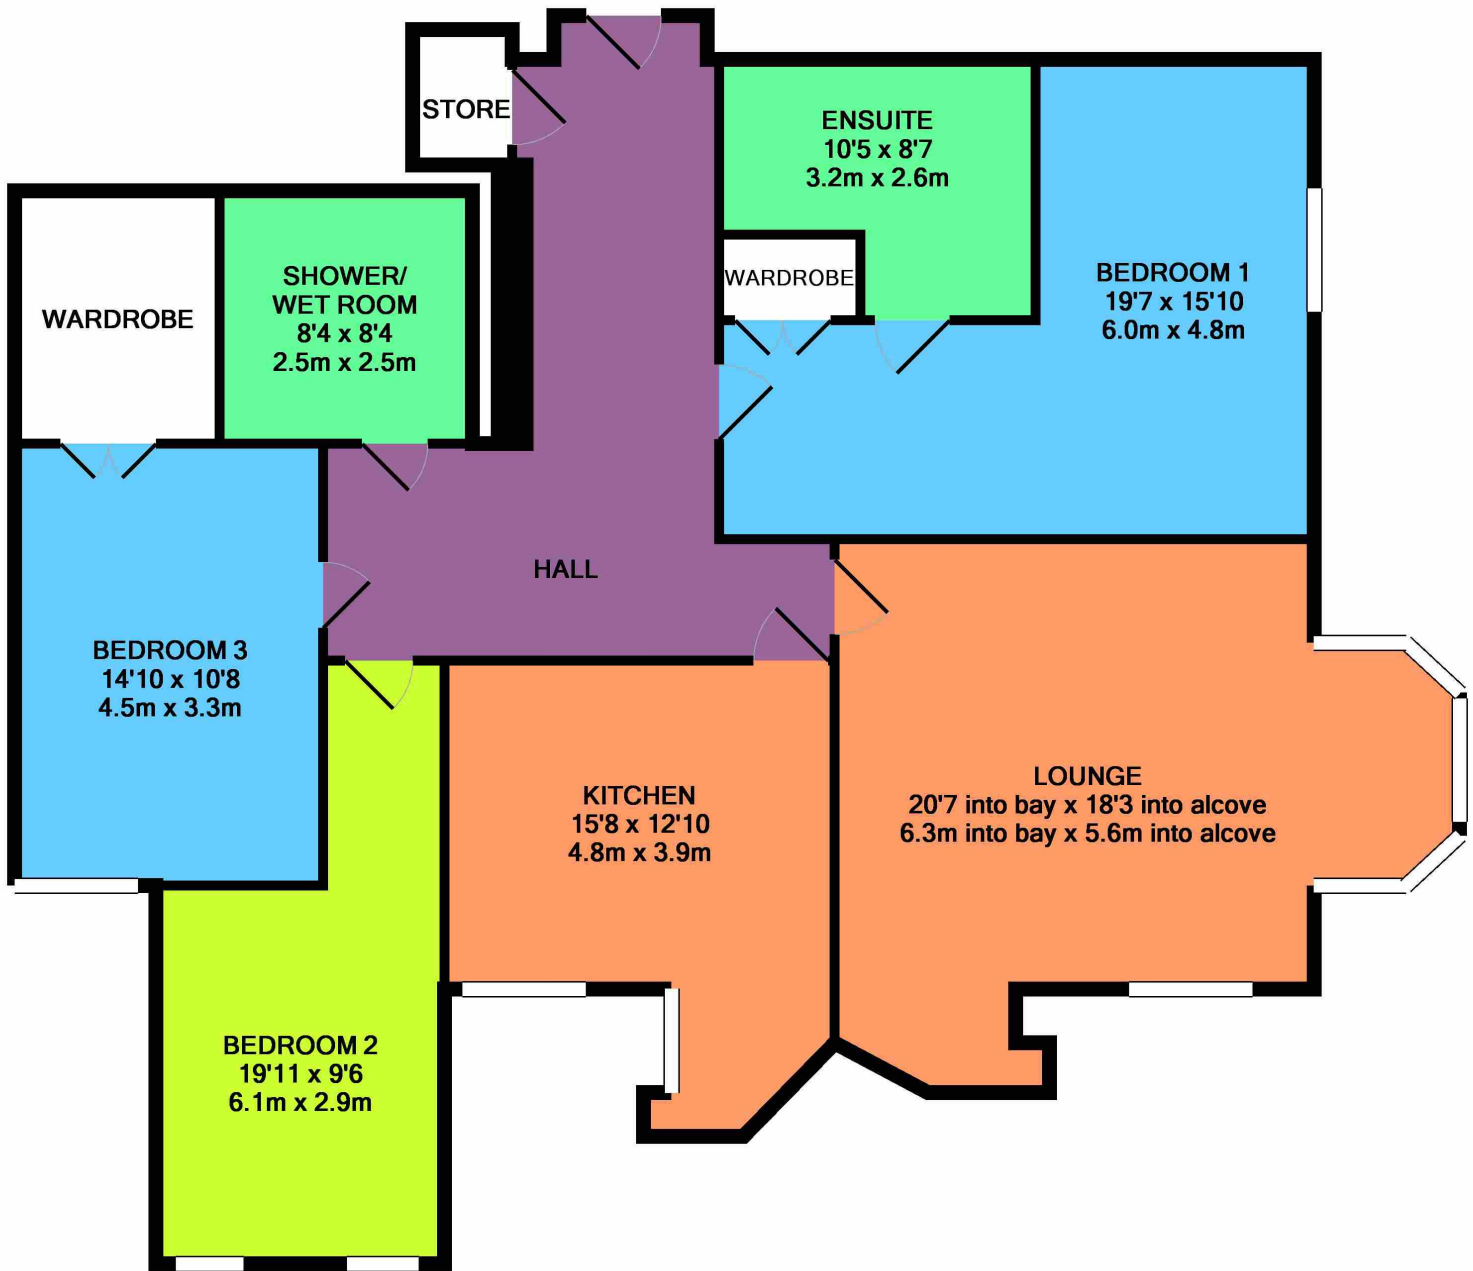 STORE
ENSUITE
10'5 x 8'7
3.2m x 2.6m
WARDROBE
BEDROOM 1
19'7 x 15'10
6.0m x 4.8m
WARDROBE
SHOWER/
WET ROOM
8'4 x 8'4
2.5m x 2.5m
HALL
BEDROOM 3
14'10 x 10'8
4.5m x 3.3m
KITCHEN
15'8 x 12'10
4.8m x 3.9m
LOUNGE
20'7 into bay x 18'3 into alcove
6.3m into bay x 5.6m into alcove
BEDROOM 2
19'11 x 9'6
6.1m x 2.9m